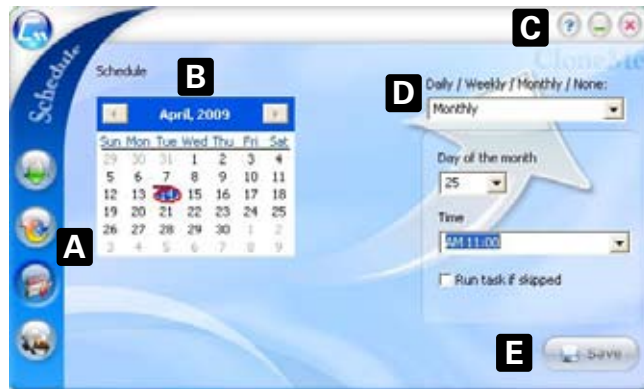 C
CloneMe
Schedule
Schedule
B
D
Daily / Weekly / Monthly / None:
Monthly
April, 2009
Sun Mon Tue Wed Thu Fri Sat
29 30 31 1 2 3 4
5 6 7 8 9 10 11
12 13 14 15 16 17 18
19 20 21 22 23 24 25
26 27 28 29 30 1 2
3 4 5 6 7 8 9
Day of the month
25
Time
AM 11:00
Run task if skipped
A
E
Save